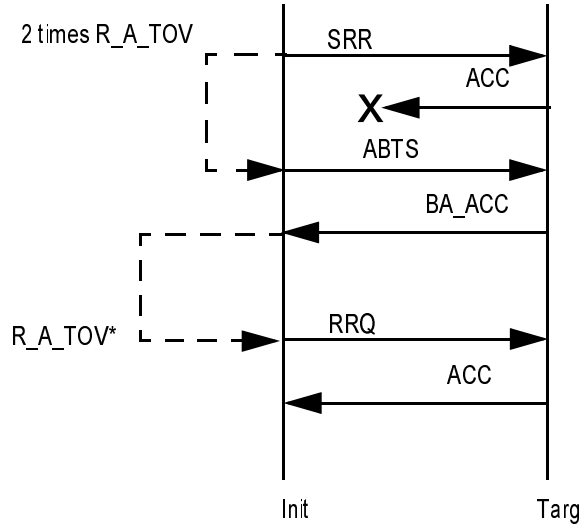 2 times R_A_TOV
SRR
ACC
X
ABTS
BA_ACC
R_A_TOV*
RRQ
ACC
Init
Targ